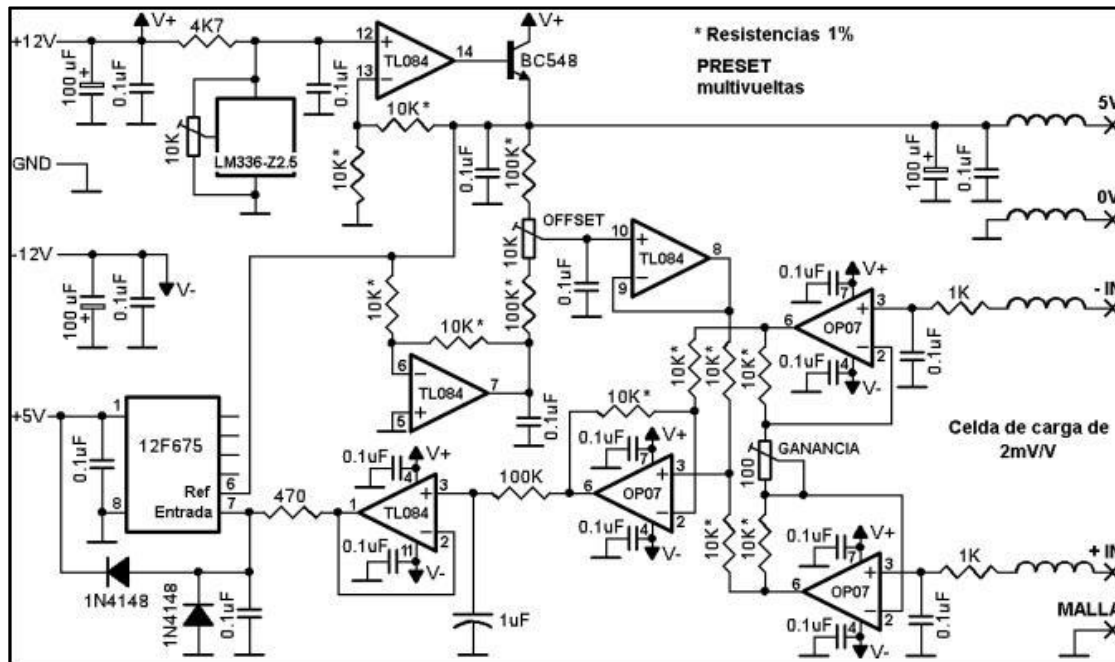 +12V
V+
4K7
100 uF
+
0.1uF
10K
LM336-Z2.5
0.1uF
12
+
13
−
TL084
14
V+
BC548
* Resistencias 1%
PRESET
multivueltas
10K*
10K*
0.1uF
100K*
100 uF
+
0.1uF
5V
0V
GND
-12V
100 uF
+
0.1uF
V-
OFFSET
10K
100K*
0.1uF
10
+
9
−
TL084
8
10K*
10K*
6
−
5
+
TL084
7
0.1uF
0.1uF
V+
7
3
+
2
−
6
OP07
0.1uF
4
V-
1K
0.1uF
- IN
10K*
10K*
10K*
10K*
GANANCIA
100
Celda de carga de
2mV/V
+5V
0.1uF
1
12F675
Ref
6
Entrada
7
8
470
0.1uF
V+
4
3
+
2
−
1
TL084
0.1uF
11
V-
100K
1uF
0.1uF
V+
7
3
+
2
−
6
OP07
0.1uF
4
V-
10K*
10K*
0.1uF
V+
7
3
+
2
−
6
OP07
0.1uF
4
V-
1K
0.1uF
+ IN
MALLA
1N4148
1N4148
0.1uF